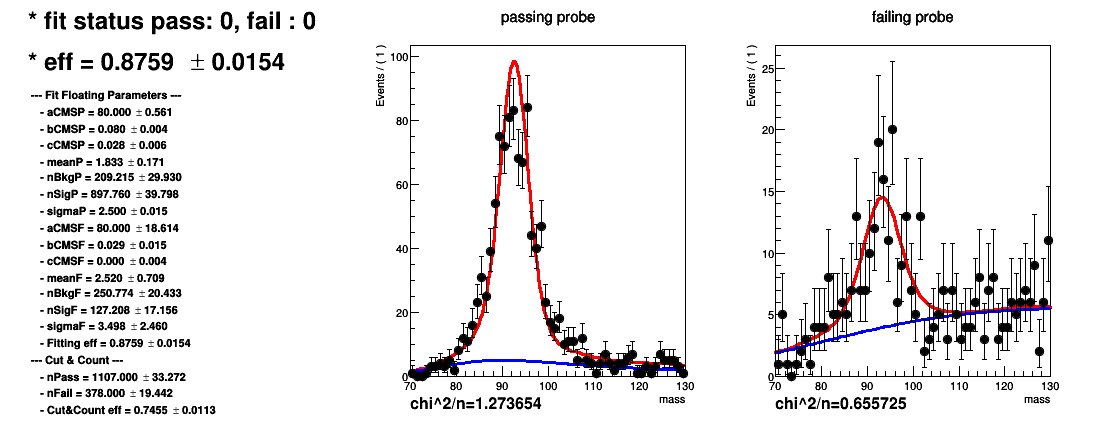 * fit status pass: 0, fail : 0
* eff = 0.8759 ± 0.0154
--- Fit Floating Parameters ---
- aCMSP = 80.000 ± 0.561
- bCMSP = 0.080 ± 0.004
- cCMSP = 0.028 ± 0.006
- meanP = 1.833 ± 0.171
- nBkgP = 209.215 ± 29.930
- nSigP = 897.760 ± 39.798
- sigmaP = 2.500 ± 0.015
- aCMSF = 80.000 ± 18.614
- bCMSF = 0.029 ± 0.015
- cCMSF = 0.000 ± 0.004
- meanF = 2.520 ± 0.709
- nBkgF = 250.774 ± 20.433
- nSigF = 127.208 ± 17.156
- sigmaF = 3.498 ± 2.460
- Fitting eff = 0.8759 ± 0.0154
--- Cut & Count ---
- nPass = 1107.000 ± 33.272
- nFail = 378.000 ± 19.442
- Cut&Count eff = 0.7455 ± 0.0113
passing probe
Events / ( 1 )
100
80
60
40
20
0
70 80 90 100 110 120 130
mass
chi^2/n=1.273654
failing probe
Events / ( 1 )
25
20
15
10
5
0
70 80 90 100 110 120 130
mass
chi^2/n=0.655725